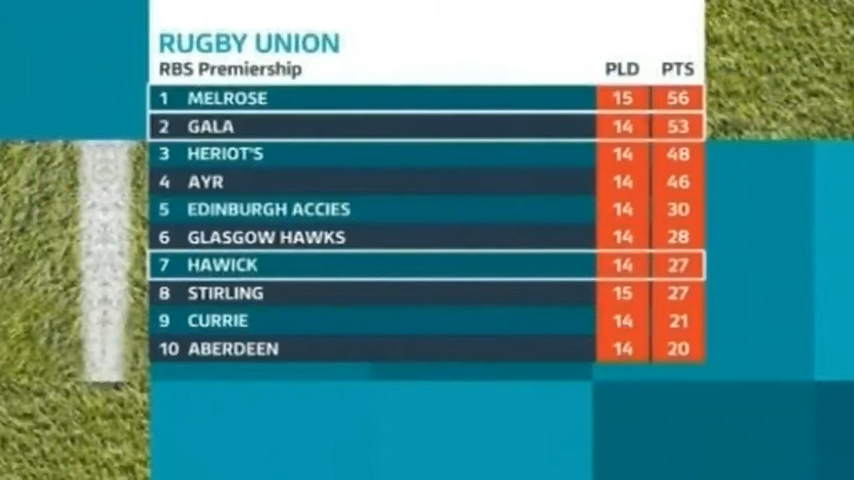 RUGBY UNION
RBS Premiership PLD PTS
1 MELROSE 15 56
2 GALA 14 53
3 HERIOT'S 14 48
4 AYR 14 46
5 EDINBURGH ACCIES 14 30
6 GLASGOW HAWKS 14 28
7 HAWICK 14 27
8 STIRLING 15 27
9 CURRIE 14 21
10 ABERDEEN 14 20